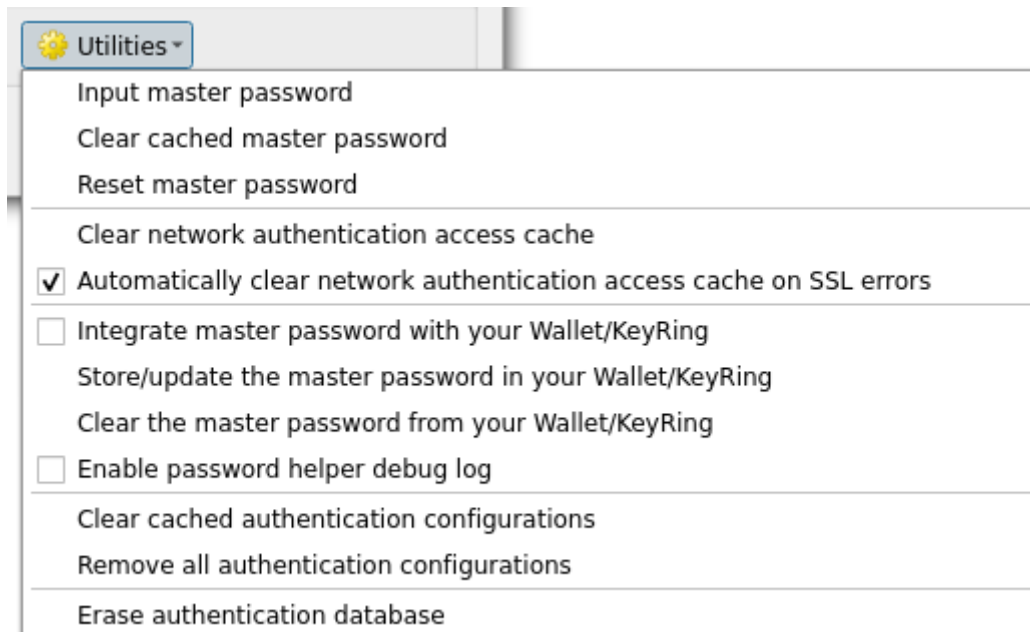 Utilities
Input master password
Clear cached master password
Reset master password
Clear network authentication access cache
Automatically clear network authentication access cache on SSL errors
Integrate master password with your Wallet/KeyRing
Store/update the master password in your Wallet/KeyRing
Clear the master password from your Wallet/KeyRing
Enable password helper debug log
Clear cached authentication configurations
Remove all authentication configurations
Erase authentication database